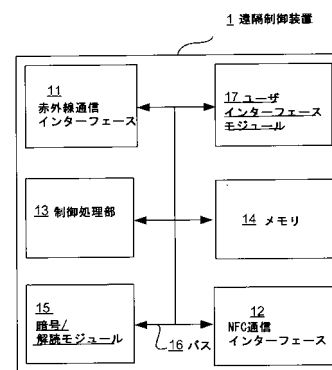 1 遠隔制御装置
11
赤外線通信
インターフェース
17 ユーザ
インターフェース
モジュール
13 制御処理部
14 メモリ
15
暗号/
解読モジュール
16 バス
12
NFC通信
インターフェース